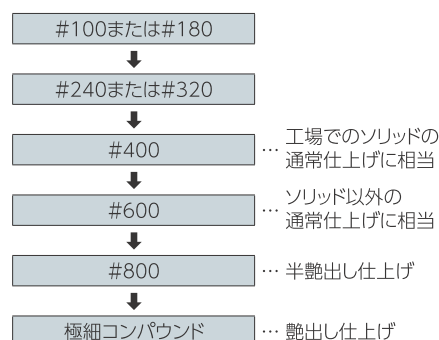 #100または#180
#240または#320
#400
… 工場でのソリッドの
通常仕上げに相当
#600
… ソリッド以外の
通常仕上げに相当
#800
… 半艶出し仕上げ
極細コンパウンド
… 艶出し仕上げ